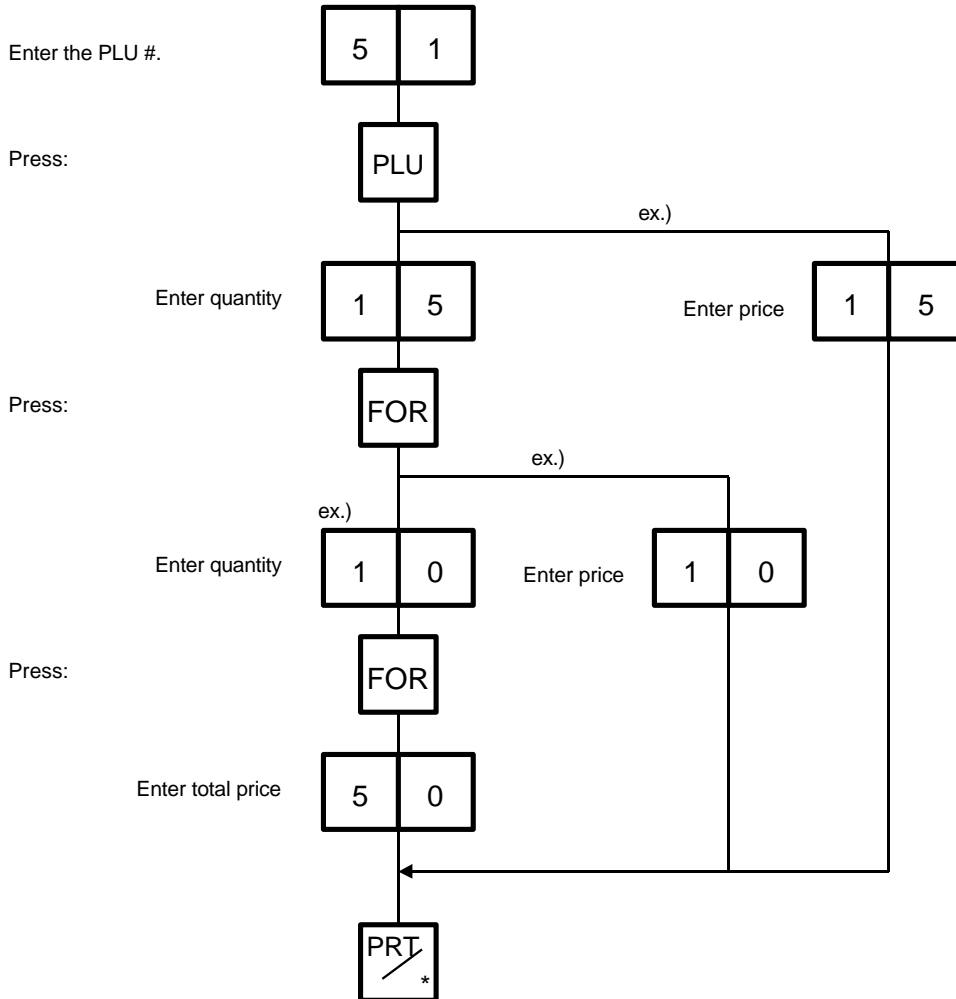 Enter the PLU #.
5 1
Press:
PLU
ex.)
Enter quantity
1 5
Enter price
1 5
Press:
FOR
ex.)
ex.)
Enter quantity
1 0
Enter price
1 0
Press:
FOR
Enter total price
5 0
PRT
*